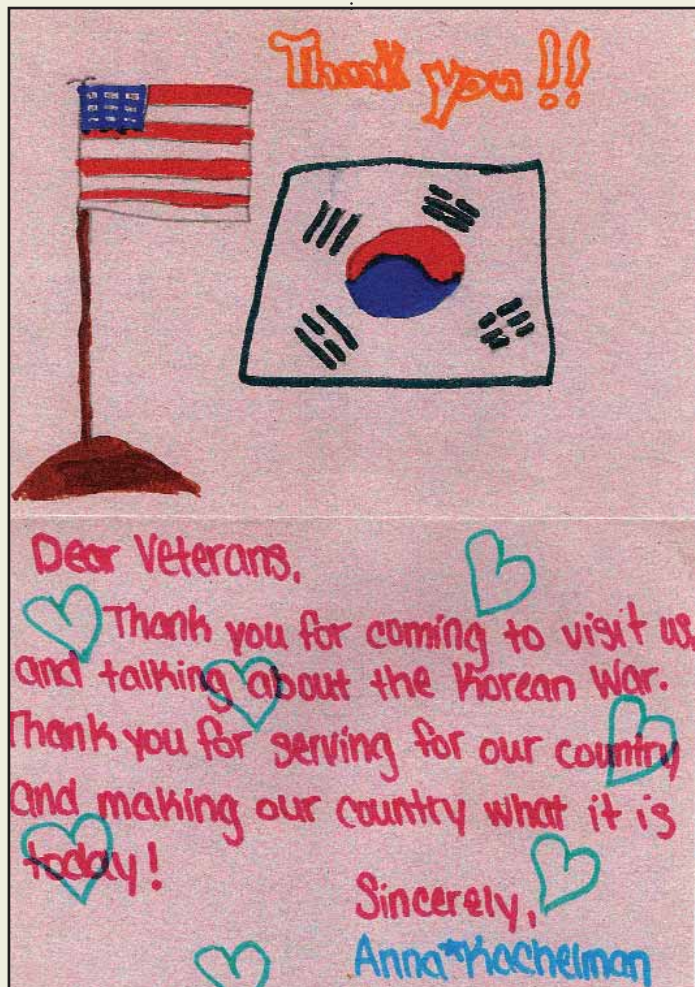 Thank you!!
Dear Veterans,
Thank you for coming to visit us
and talking about the Korean War.
Thank you for serving for our country
and making our country what it is
today!
Sincerely,
Anna*Kachelman